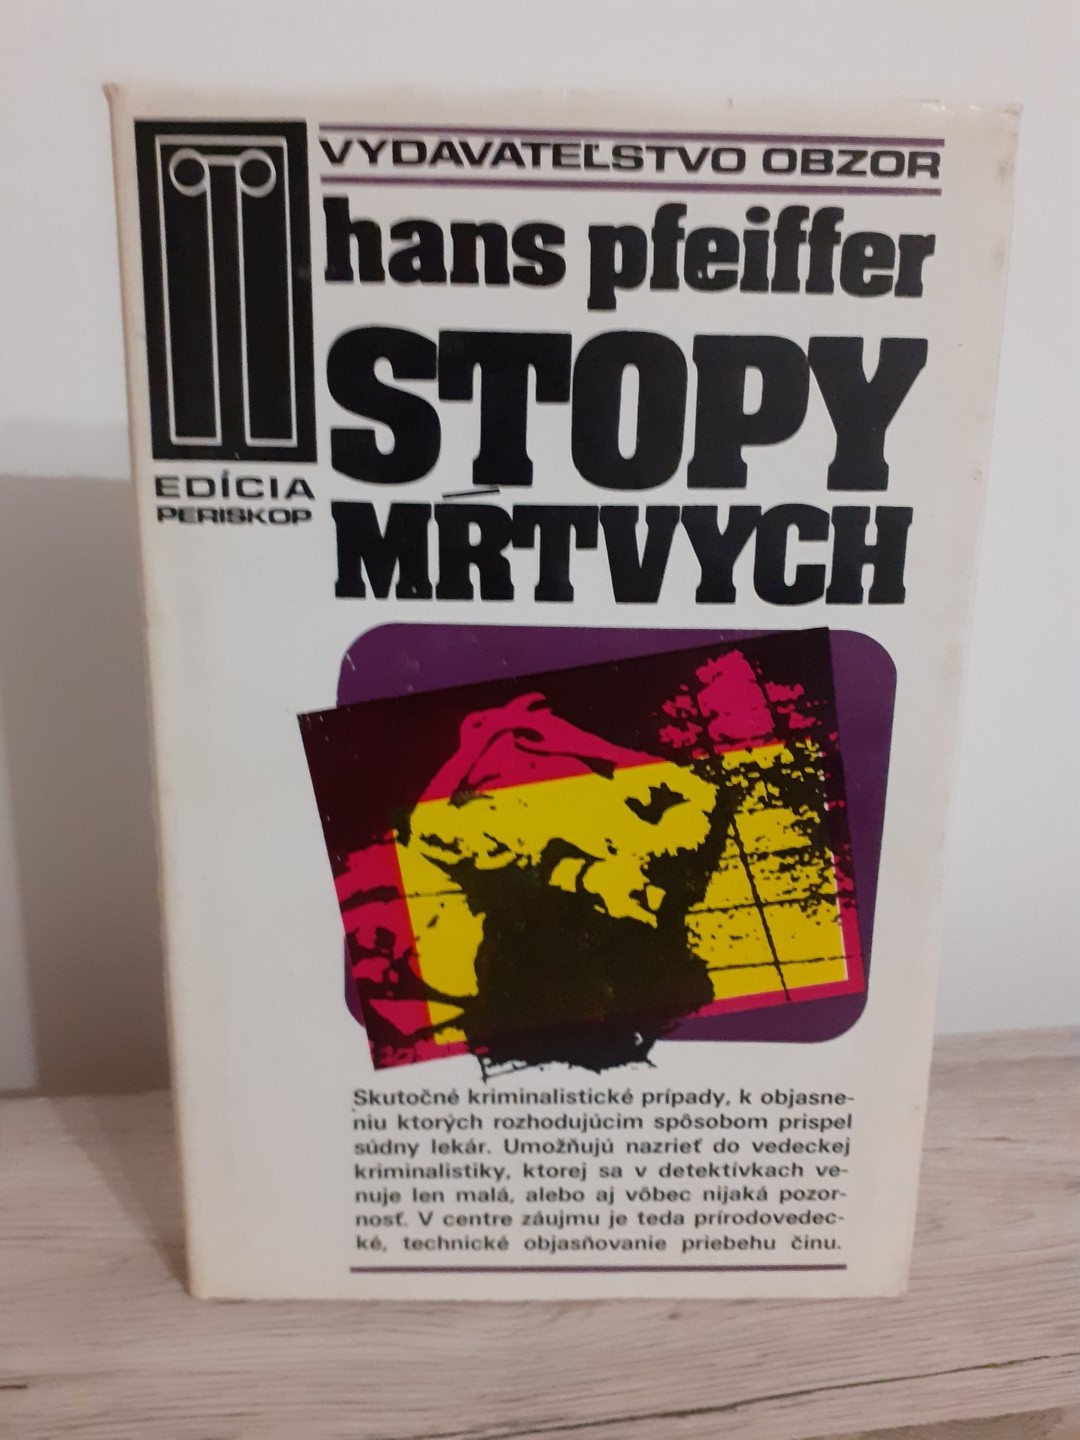 VYDAVATEĽSTVO OBZOR
hans pfeiffer
STOPY
MŔTVYCH
EDÍCIA
PERISKOP
Skutočné kriminalistické prípady, k objasne-
niu ktorých rozhodujúcim spôsobom prispel
súdny lekár. Umožňujú nazrieť do vedeckej
kriminalistiky, ktorej sa v detektívkach ve-
nuje len malá, alebo aj vôbec nijaká pozor-
nosť. V centre záujmu je teda prírodovedec-
ké, technické objasňovanie priebehu činu.